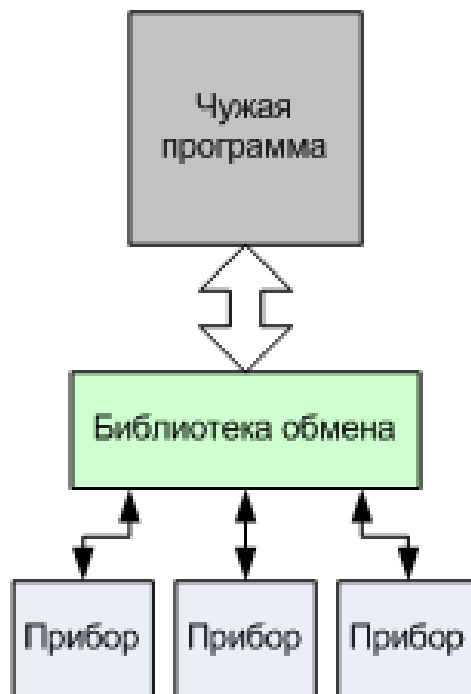 Чужая
программа
Библиотека обмена
Прибор Прибор Прибор